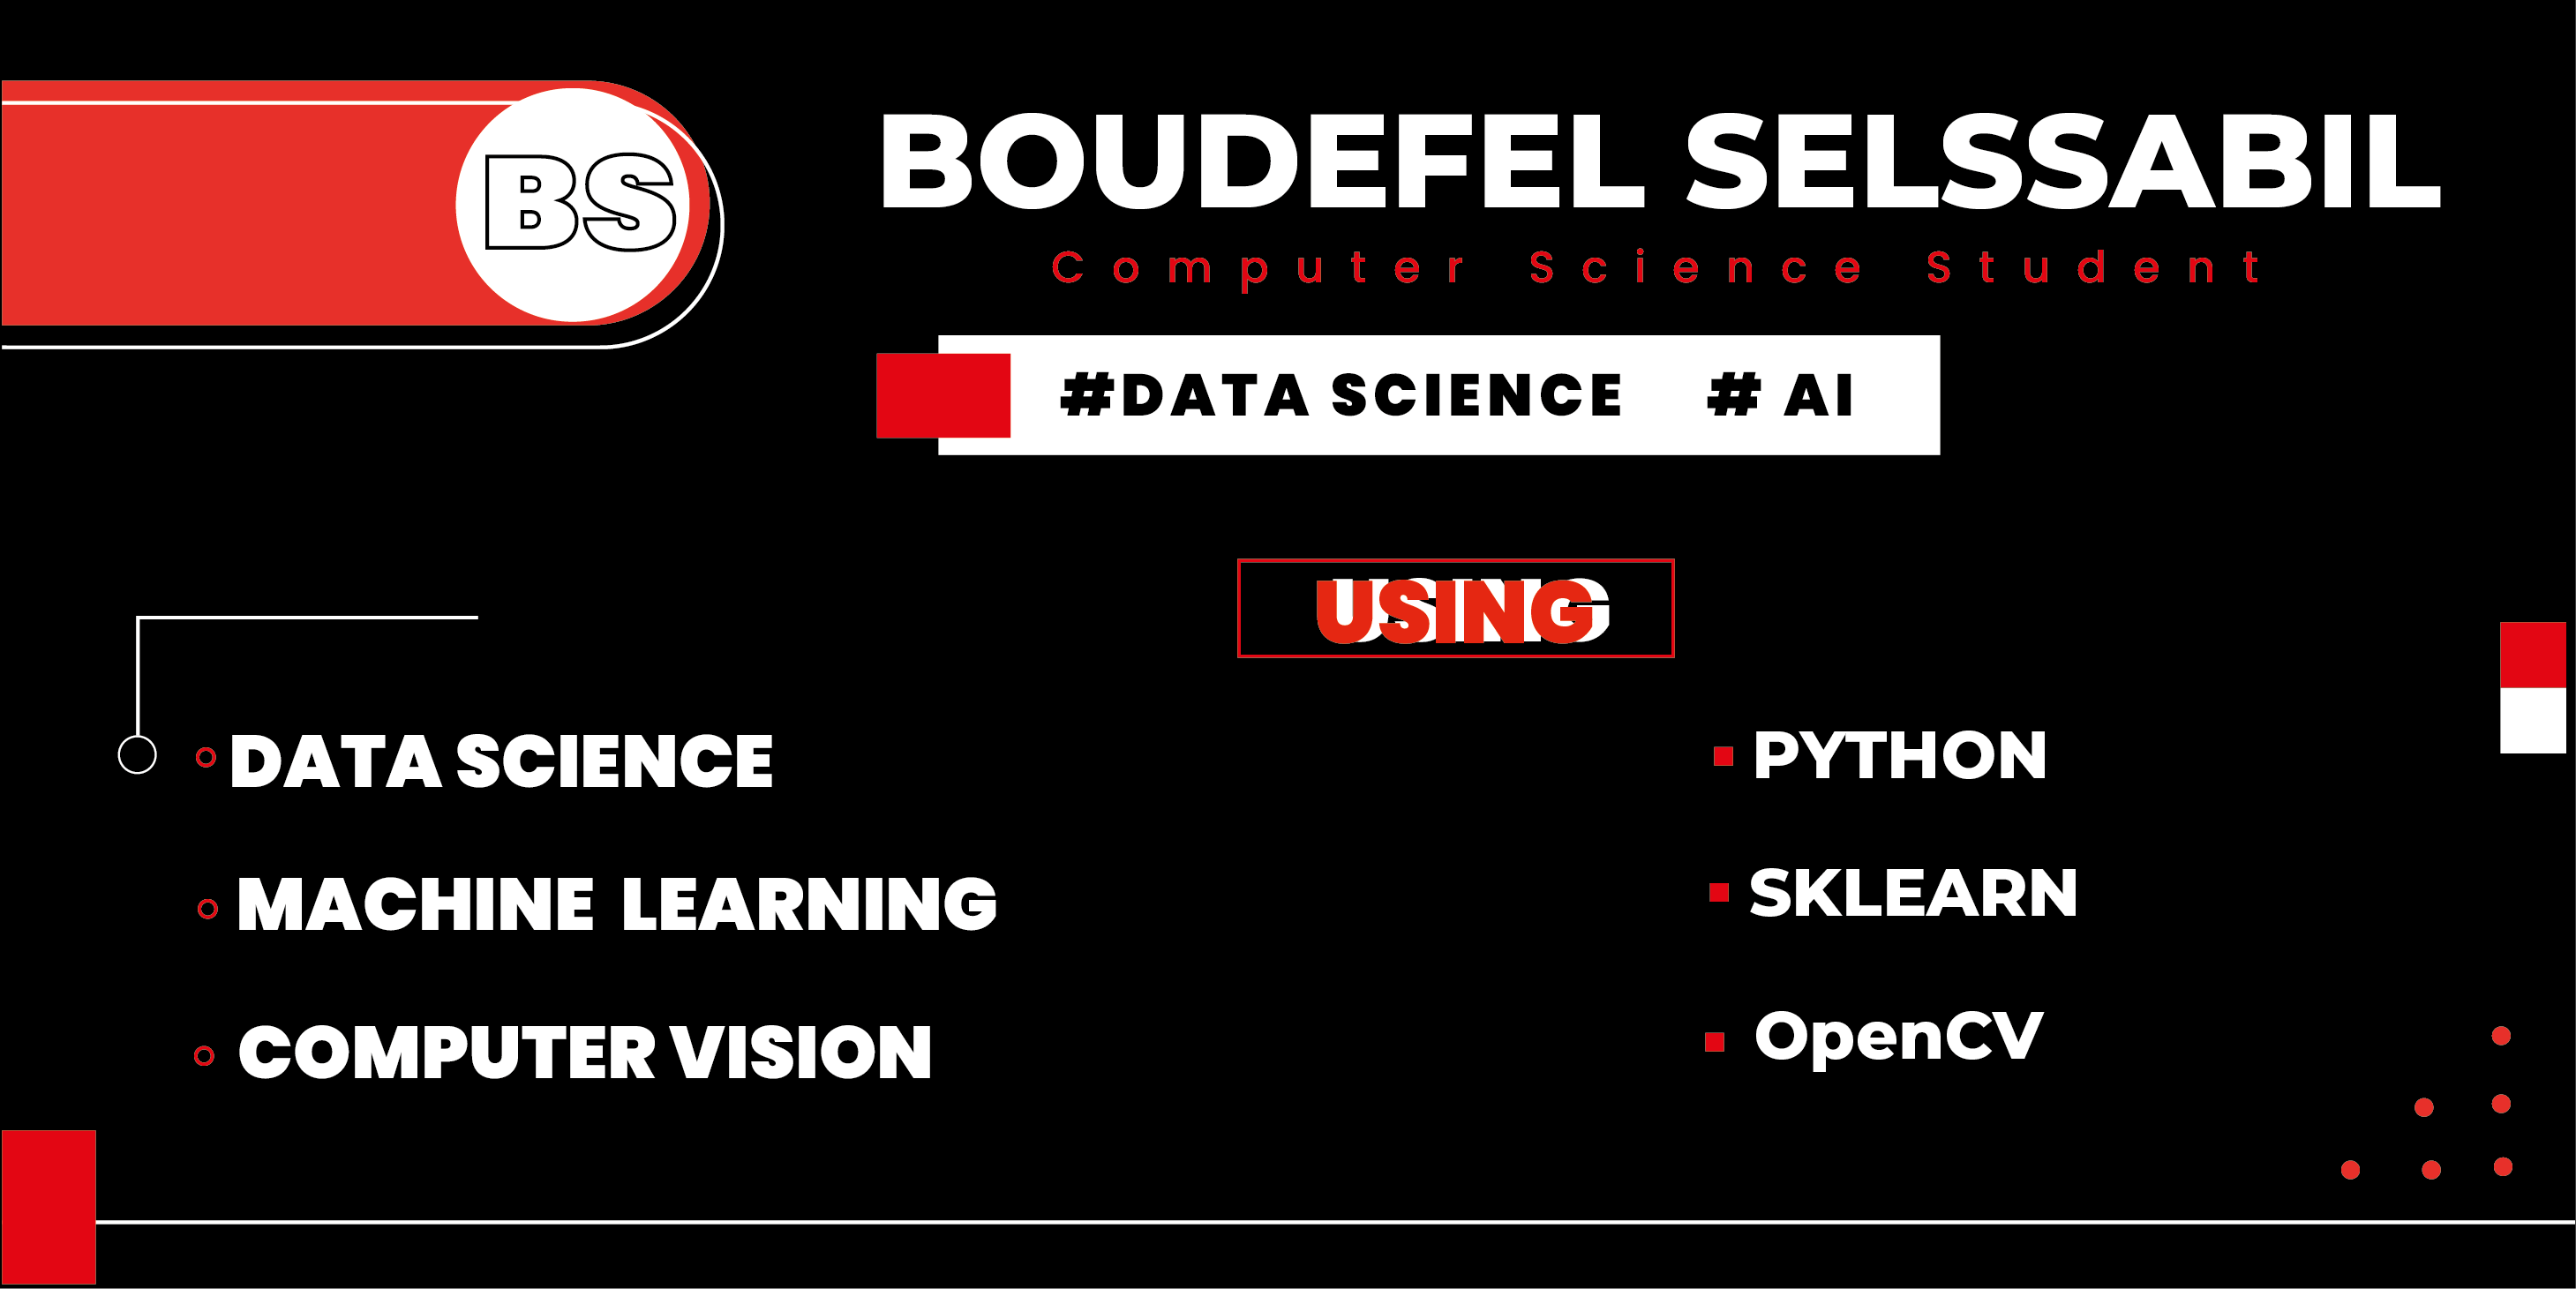 BS
BOUDEFEL SELSSABIL
Computer Science Student
#DATA SCIENCE # AI
USING
DATA SCIENCE
MACHINE LEARNING
COMPUTER VISION
PYTHON
SKLEARN
OpenCV